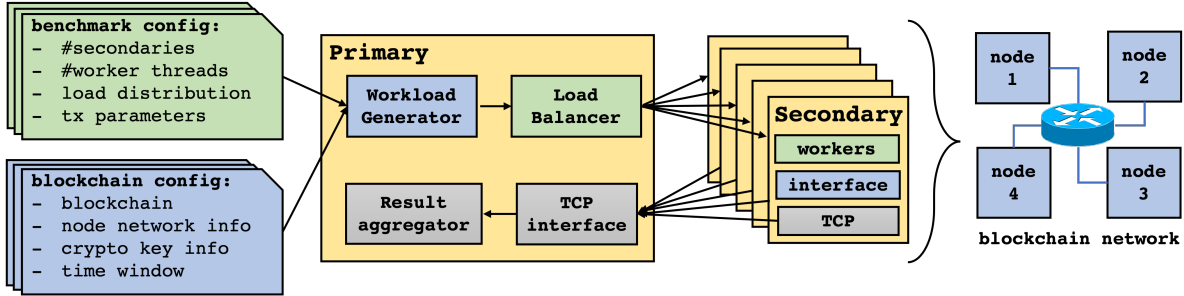 benchmark config:
- #secondaries
- #worker threads
- load distribution
- tx parameters
blockchain config:
- blockchain
- node network info
- crypto key info
- time window
Primary
Workload
Generator
Load
Balancer
Result
aggregator
TCP
interface
Secondary
workers
interface
TCP
node
1
node
2
node
4
node
3
blockchain network